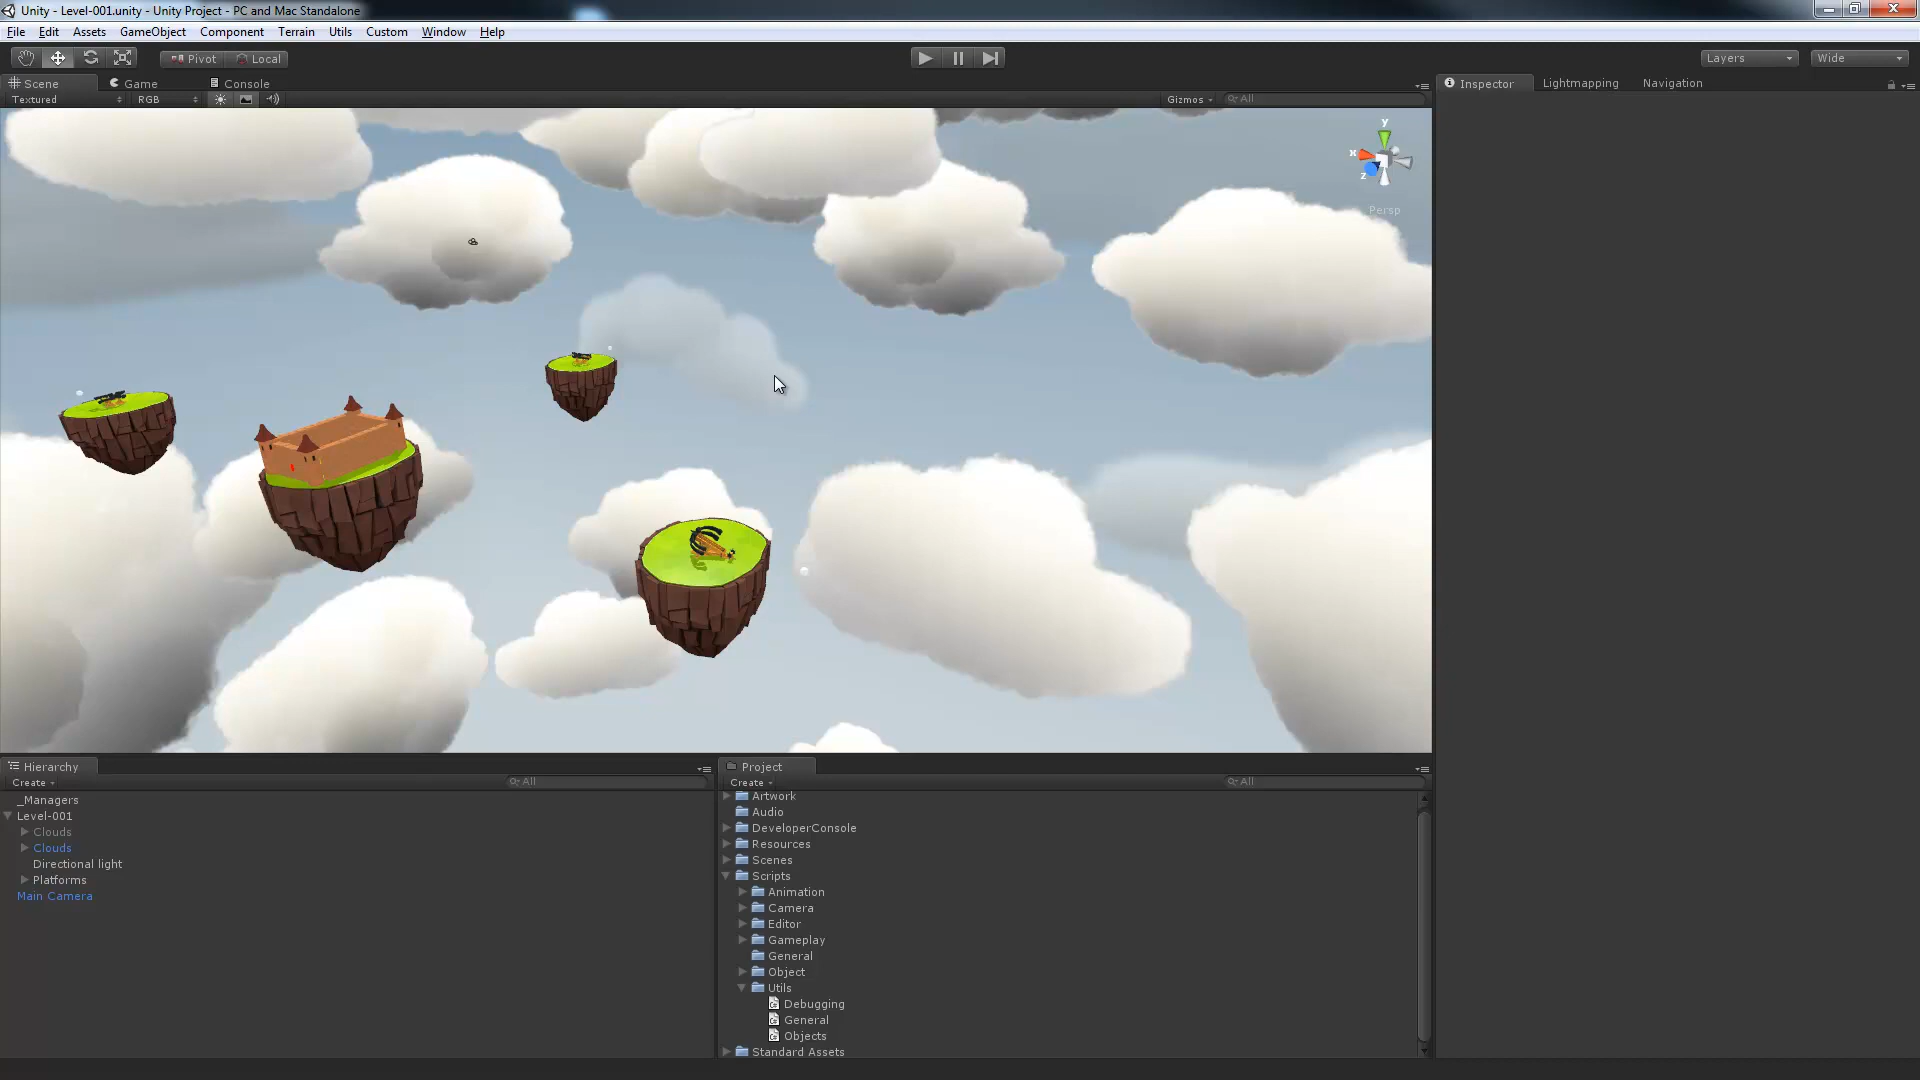 Unity - Level-001.unity - Unity Project - PC and Mac Standalone
File Edit Assets GameObject Component Terrain Utils Custom Window Help
Pivot Local Layers Wide
Scene Game Console Inspector Lightmapping Navigation
Textured RGB Gizmos All
y
x
z
Persp
Hierarchy
Create All
_Managers
Level-001
Clouds
Clouds
Directional light
Platforms
Main Camera
Project
Create All
Artwork
Audio
DeveloperConsole
Resources
Scenes
Scripts
Animation
Camera
Editor
Gameplay
General
Object
Utils
Debugging
General
Objects
Standard Assets